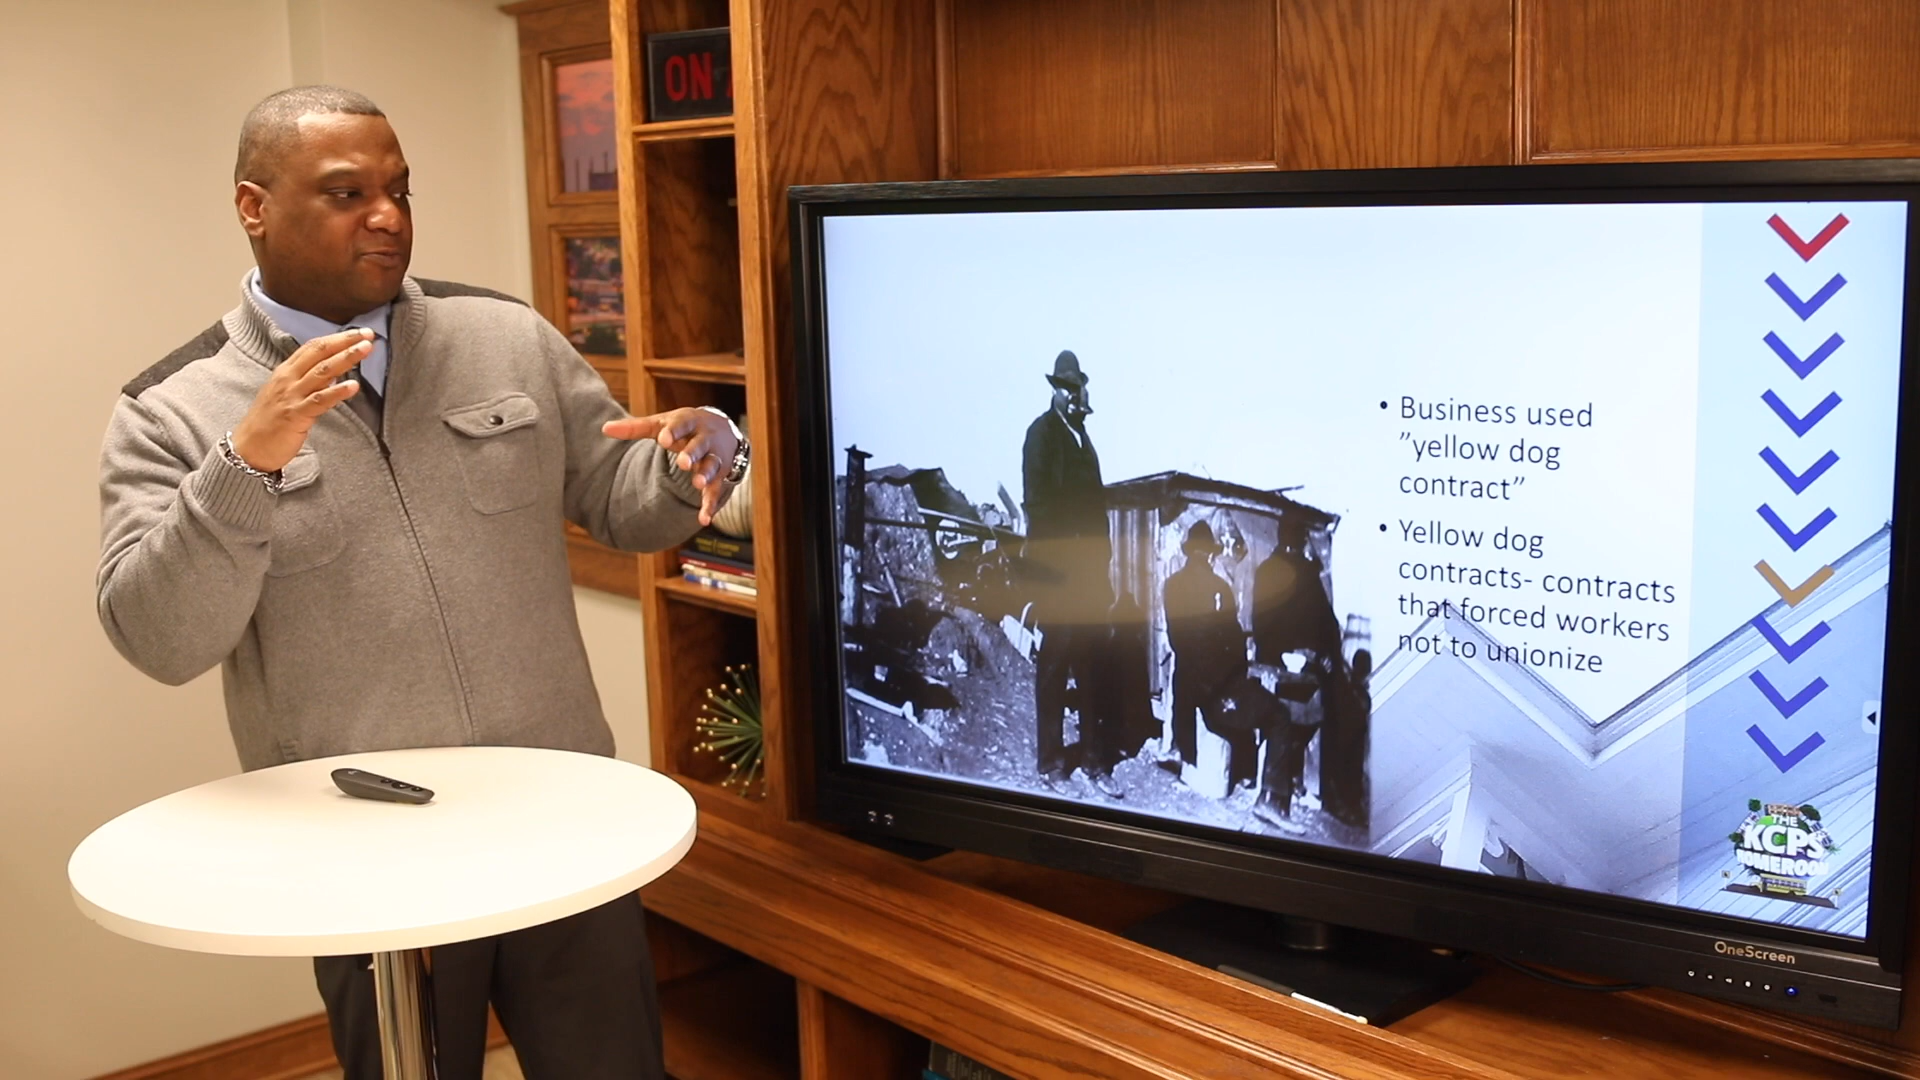 ON
• Business used
”yellow dog
contract”
• Yellow dog
contracts- contracts
that forced workers
not to unionize
THE
KCPS
HOMEROOM
OneScreen